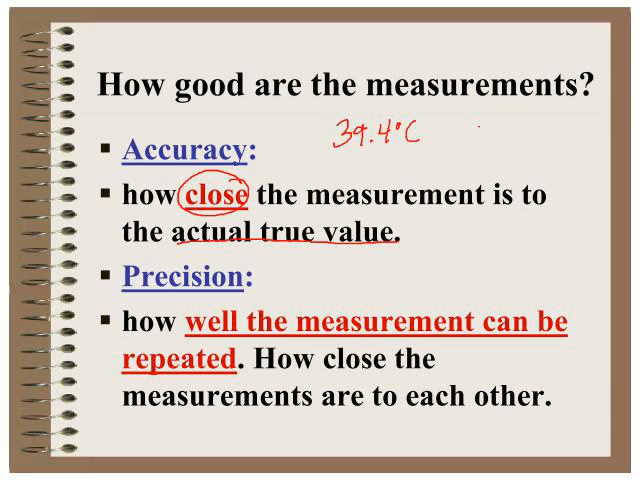 How good are the measurements?
39.4°C
▪ Accuracy:
▪ how close the measurement is to
the actual true value.
▪ Precision:
▪ how well the measurement can be
repeated. How close the
measurements are to each other.